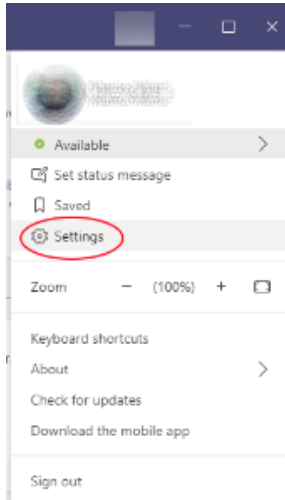 Available
Set status message
Saved
Settings
Zoom − (100%) +
Keyboard shortcuts
About
Check for updates
Download the mobile app
Sign out